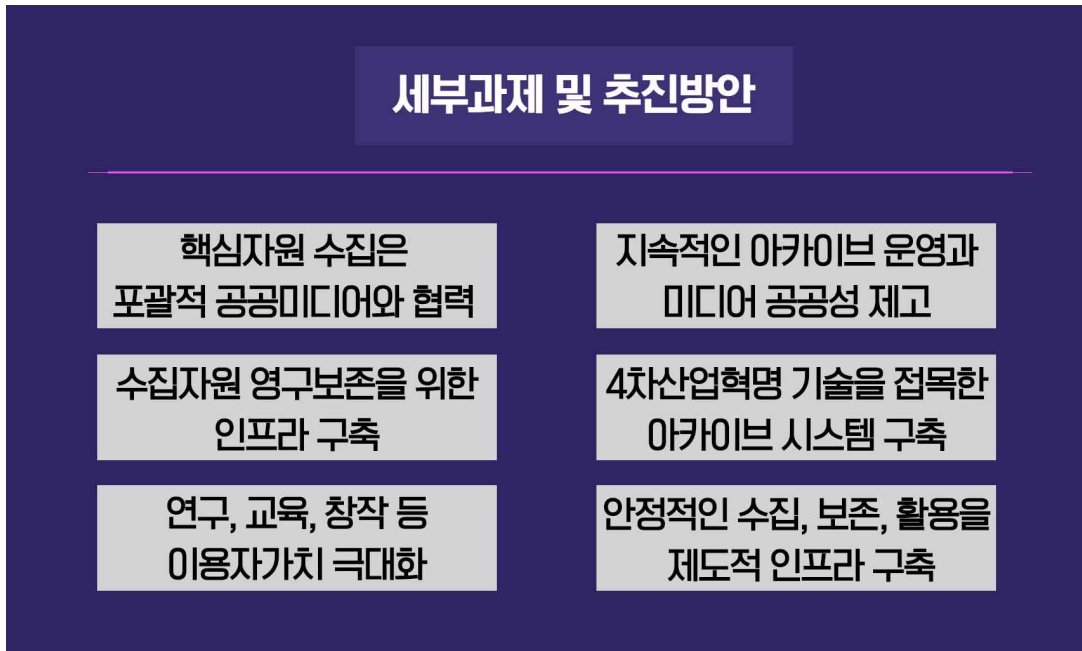 세부과제 및 추진방안
핵심자원 수집은
포괄적 공공미디어와 협력
수집자원 영구보존을 위한
인프라 구축
연구, 교육, 창작 등
이용자가치 극대화
지속적인 아카이브 운영과
미디어 공공성 제고
4차산업혁명 기술을 접목한
아카이브 시스템 구축
안정적인 수집, 보존, 활용을
제도적 인프라 구축